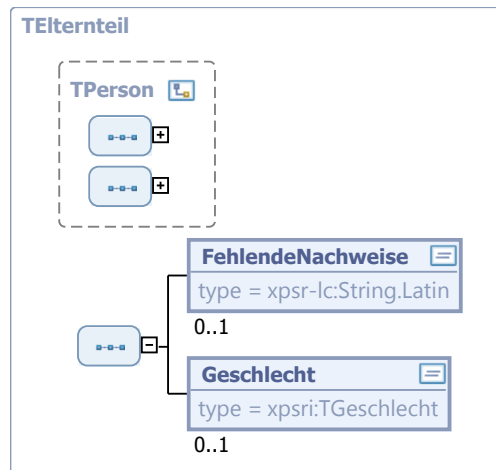 TElternteil
TPerson
FehlendeNachweise
type = xpsr-lc:String.Latin
0..1
Geschlecht
type = xpsri:TGeschlecht
0..1